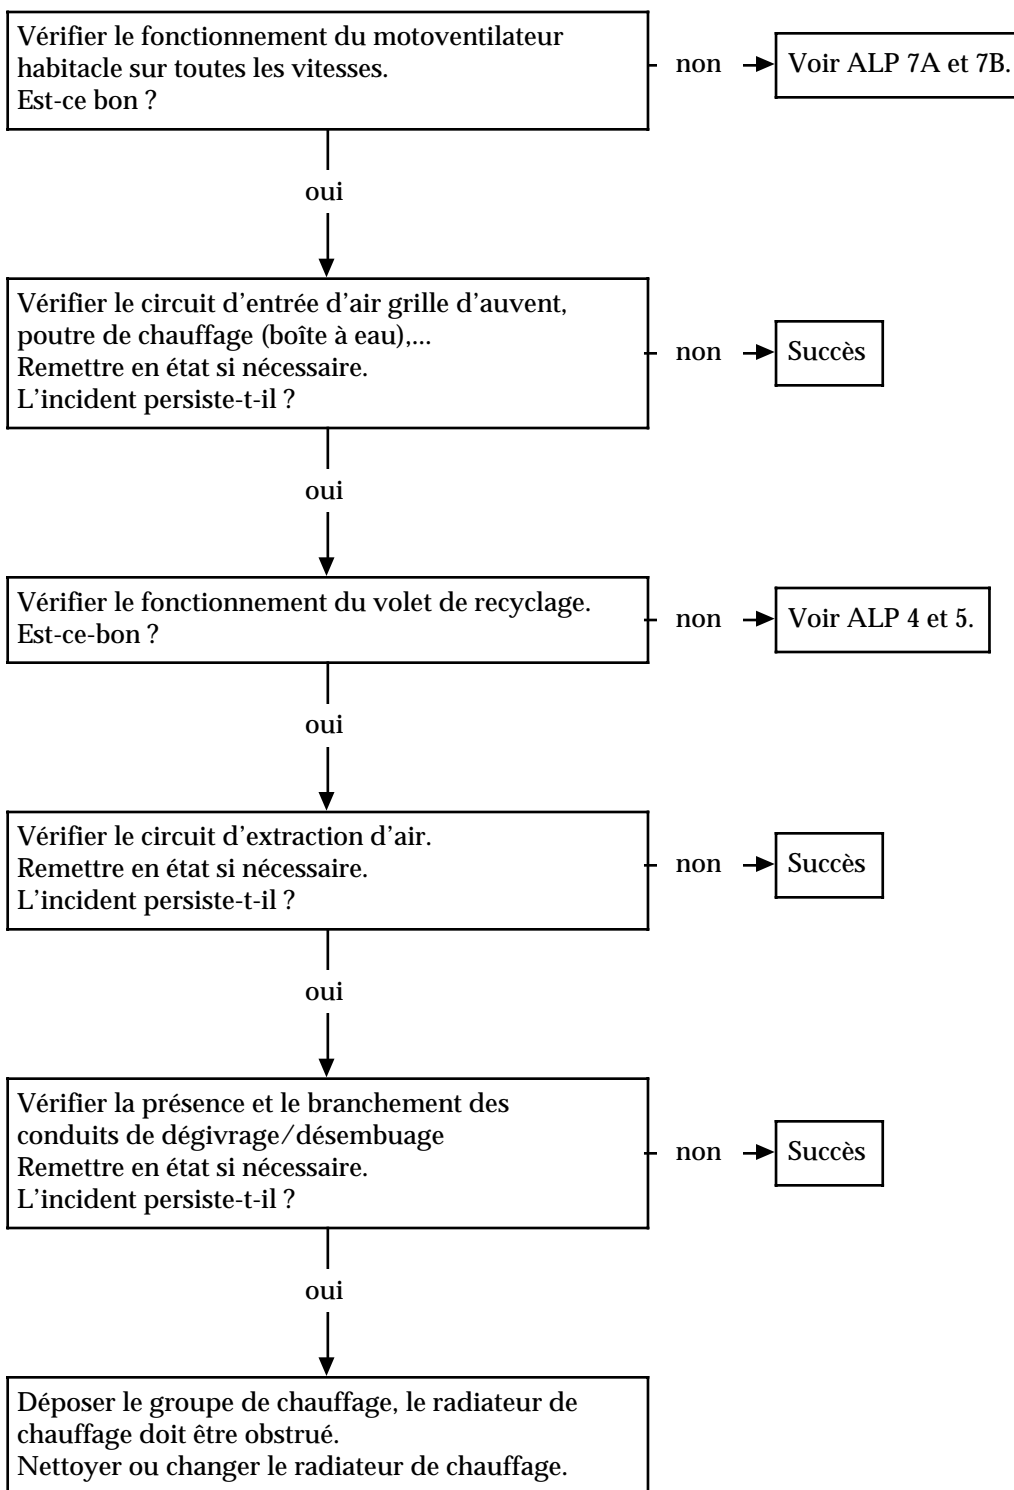 Vérifier le fonctionnement du motoventilateur
habitacle sur toutes les vitesses.
Est-ce bon ?
non
Voir ALP 7A et 7B.
oui
Vérifier le circuit d'entrée d'air grille d'auvent,
poutre de chauffage (boîte à eau),...
Remettre en état si nécessaire.
L'incident persiste-t-il ?
non
Succès
oui
Vérifier le fonctionnement du volet de recyclage.
Est-ce-bon ?
non
Voir ALP 4 et 5.
oui
Vérifier le circuit d'extraction d'air.
Remettre en état si nécessaire.
L'incident persiste-t-il ?
non
Succès
oui
Vérifier la présence et le branchement des
conduits de dégivrage/désembuage
Remettre en état si nécessaire.
L'incident persiste-t-il ?
non
Succès
oui
Déposer le groupe de chauffage, le radiateur de
chauffage doit être obstrué.
Nettoyer ou changer le radiateur de chauffage.